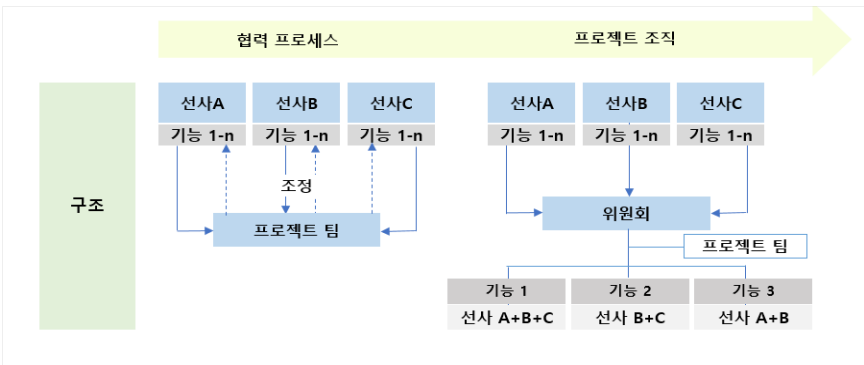 협력 프로세스
프로젝트 조직
구조
선사A
선사B
선사C
기능 1-n
기능 1-n
기능 1-n
조정
프로젝트 팀
선사A
선사B
선사C
기능 1-n
기능 1-n
기능 1-n
위원회
프로젝트 팀
기능 1
기능 2
기능 3
선사 A+B+C
선사 B+C
선사 A+B